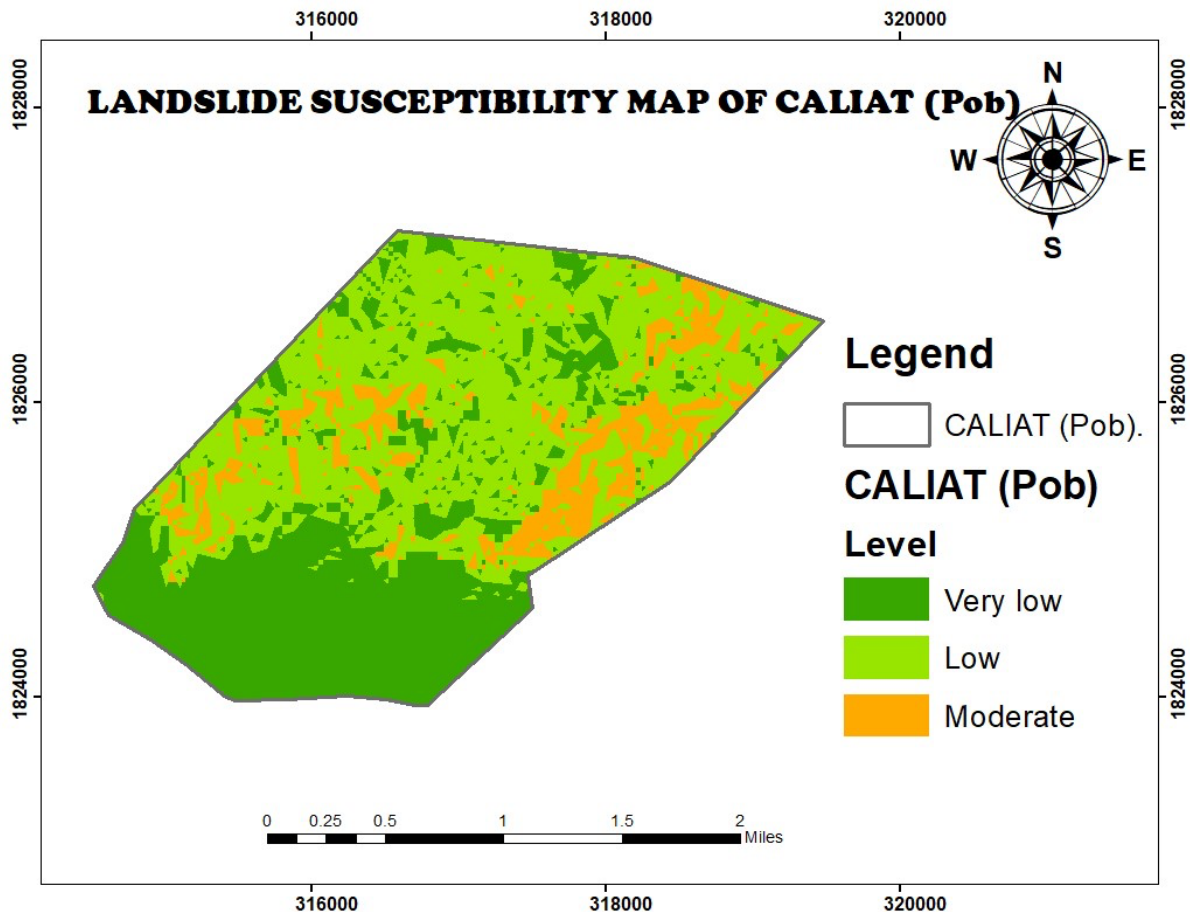 316000 318000 320000
1828000 1828000
LANDSLIDE SUSCEPTIBILITY MAP OF CALIAT (Pob)
N
W E
S
1826000 1826000
Legend
CALIAT (Pob).
CALIAT (Pob)
Level
Very low
Low
Moderate
1824000 1824000
0 0.25 0.5 1 1.5 2
Miles
316000 318000 320000